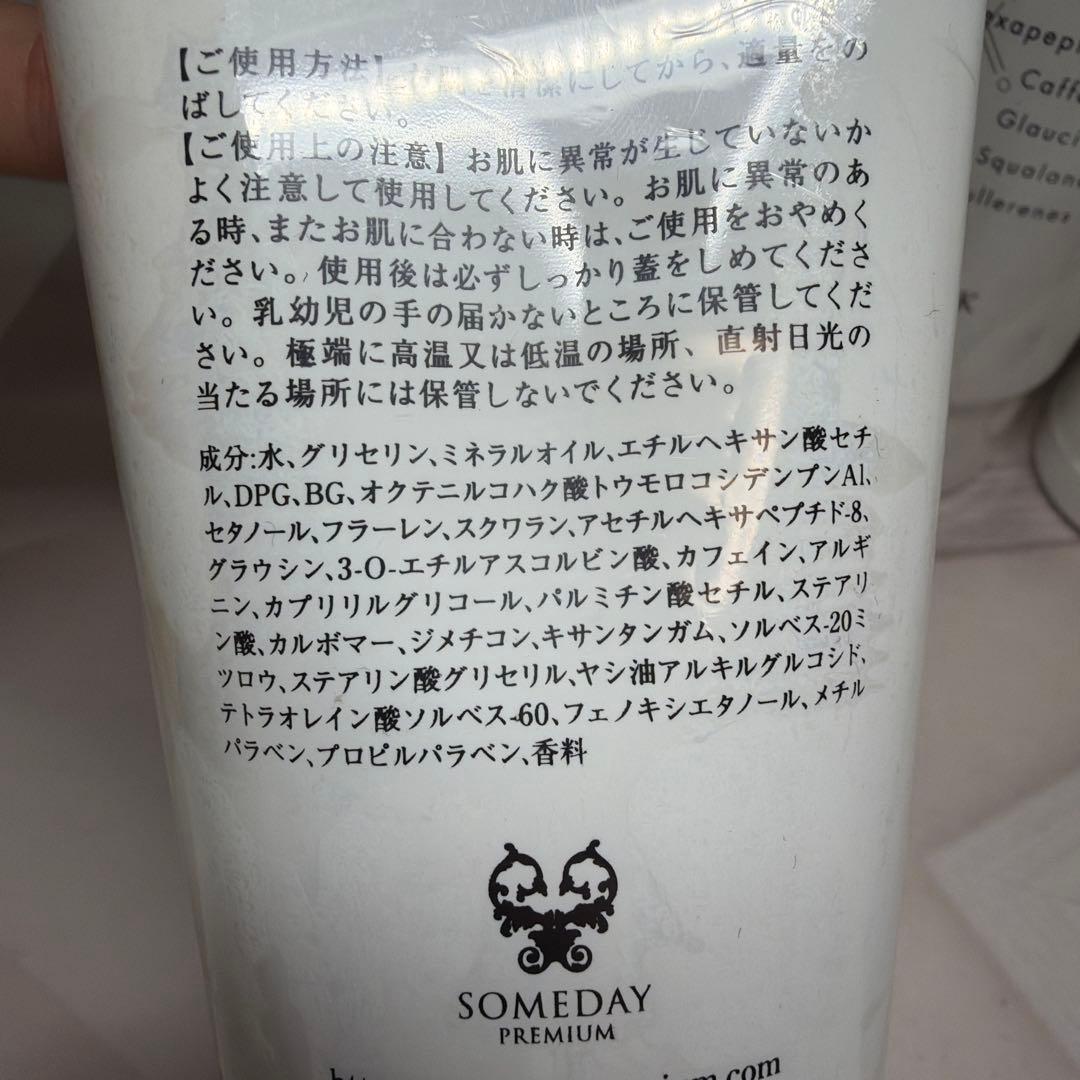 【ご使用方法】お肌を清潔にしてから、適量をの
ばしてください。
【ご使用上の注意】お肌に異常が生じていないか
よく注意して使用してください。お肌に異常のあ
る時、またお肌に合わない時は、ご使用をおやめく
ださい。使用後は必ずしっかり蓋をしめてくださ
い。乳幼児の手の届かないところに保管してくだ
さい。極端に高温又は低温の場所、直射日光の
当たる場所には保管しないでください。
成分:水、グリセリン、ミネラルオイル、エチルヘキサン酸セチ
ル、DPG、BG、オクテニルコハク酸トウモロコシデンプンAl、
セタノール、フラーレン、スクワラン、アセチルヘキサペプチド-8、
グラウシン、3-O-エチルアスコルビン酸、カフェイン、アルギ
ニン、カプリリルグリコール、パルミチン酸セチル、ステアリ
ン酸、カルボマー、ジメチコン、キサンタンガム、ソルベス-20ミ
ツロウ、ステアリン酸グリセリル、ヤシ油アルキルグルコシド、
テトラオレイン酸ソルベス-60、フェノキシエタノール、メチル
パラベン、プロピルパラベン、香料
SOMEDAY
PREMIUM
exapepti
Caffe
Glauci
Squalane
ullerener
K